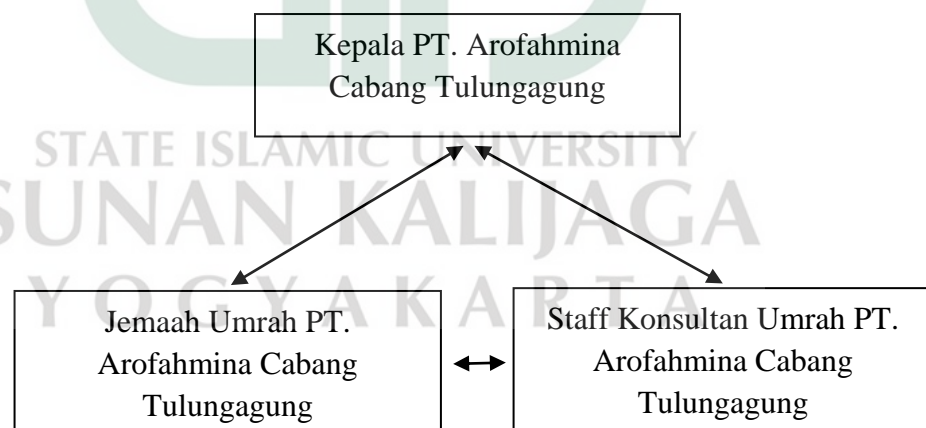 Kepala PT. Arofahmina
Cabang Tulungagung
STATE ISLAMIC UNIVERSITY
SUNAN KALIJAGA
YOGYAKARTA
Jemaah Umrah PT.
Arofahmina Cabang
Tulungagung
Staff Konsultan Umrah PT.
Arofahmina Cabang
Tulungagung